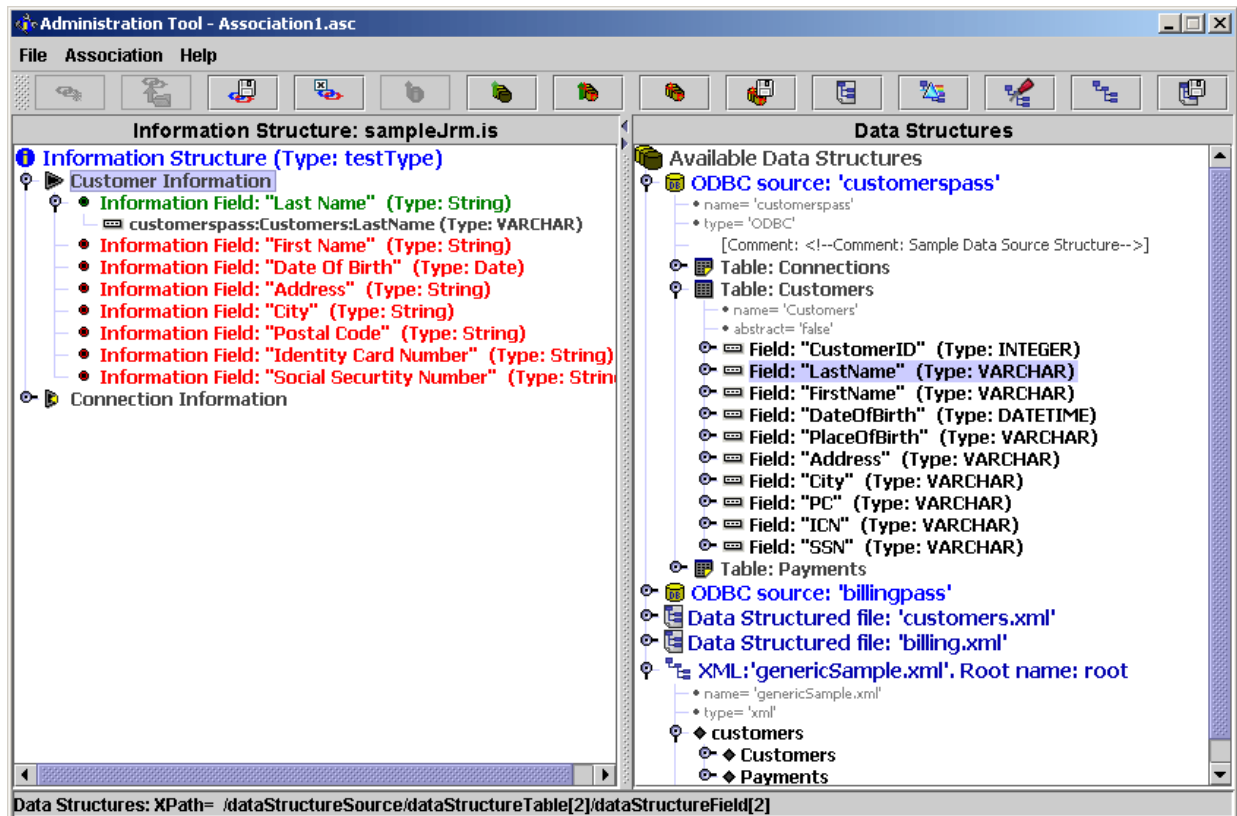 Administration Tool - Association1.asc
File Association Help
Information Structure: sampleJrm.is
Information Structure (Type: testType)
Customer Information
Information Field: "Last Name" (Type: String)
customerspass:Customers:LastName (Type: VARCHAR)
Information Field: "First Name" (Type: String)
Information Field: "Date Of Birth" (Type: Date)
Information Field: "Address" (Type: String)
Information Field: "City" (Type: String)
Information Field: "Postal Code" (Type: String)
Information Field: "Identity Card Number" (Type: String)
Information Field: "Social Securtity Number" (Type: Strin
Connection Information
Data Structures
Available Data Structures
ODBC source: 'customerspass'
name= 'customerspass'
type= 'ODBC'
[Comment: <!--Comment: Sample Data Source Structure-->]
Table: Connections
Table: Customers
name= 'Customers'
abstract= 'false'
Field: "CustomerID" (Type: INTEGER)
Field: "LastName" (Type: VARCHAR)
Field: "FirstName" (Type: VARCHAR)
Field: "DateOfBirth" (Type: DATETIME)
Field: "PlaceOfBirth" (Type: VARCHAR)
Field: "Address" (Type: VARCHAR)
Field: "City" (Type: VARCHAR)
Field: "PC" (Type: VARCHAR)
Field: "ICN" (Type: VARCHAR)
Field: "SSN" (Type: VARCHAR)
Table: Payments
ODBC source: 'billingpass'
Data Structured file: 'customers.xml'
Data Structured file: 'billing.xml'
XML:'genericSample.xml'. Root name: root
name= 'genericSample.xml'
type= 'xml'
customers
Customers
Payments
Data Structures: XPath= /dataStructureSource/dataStructureTable[2]/dataStructureField[2]